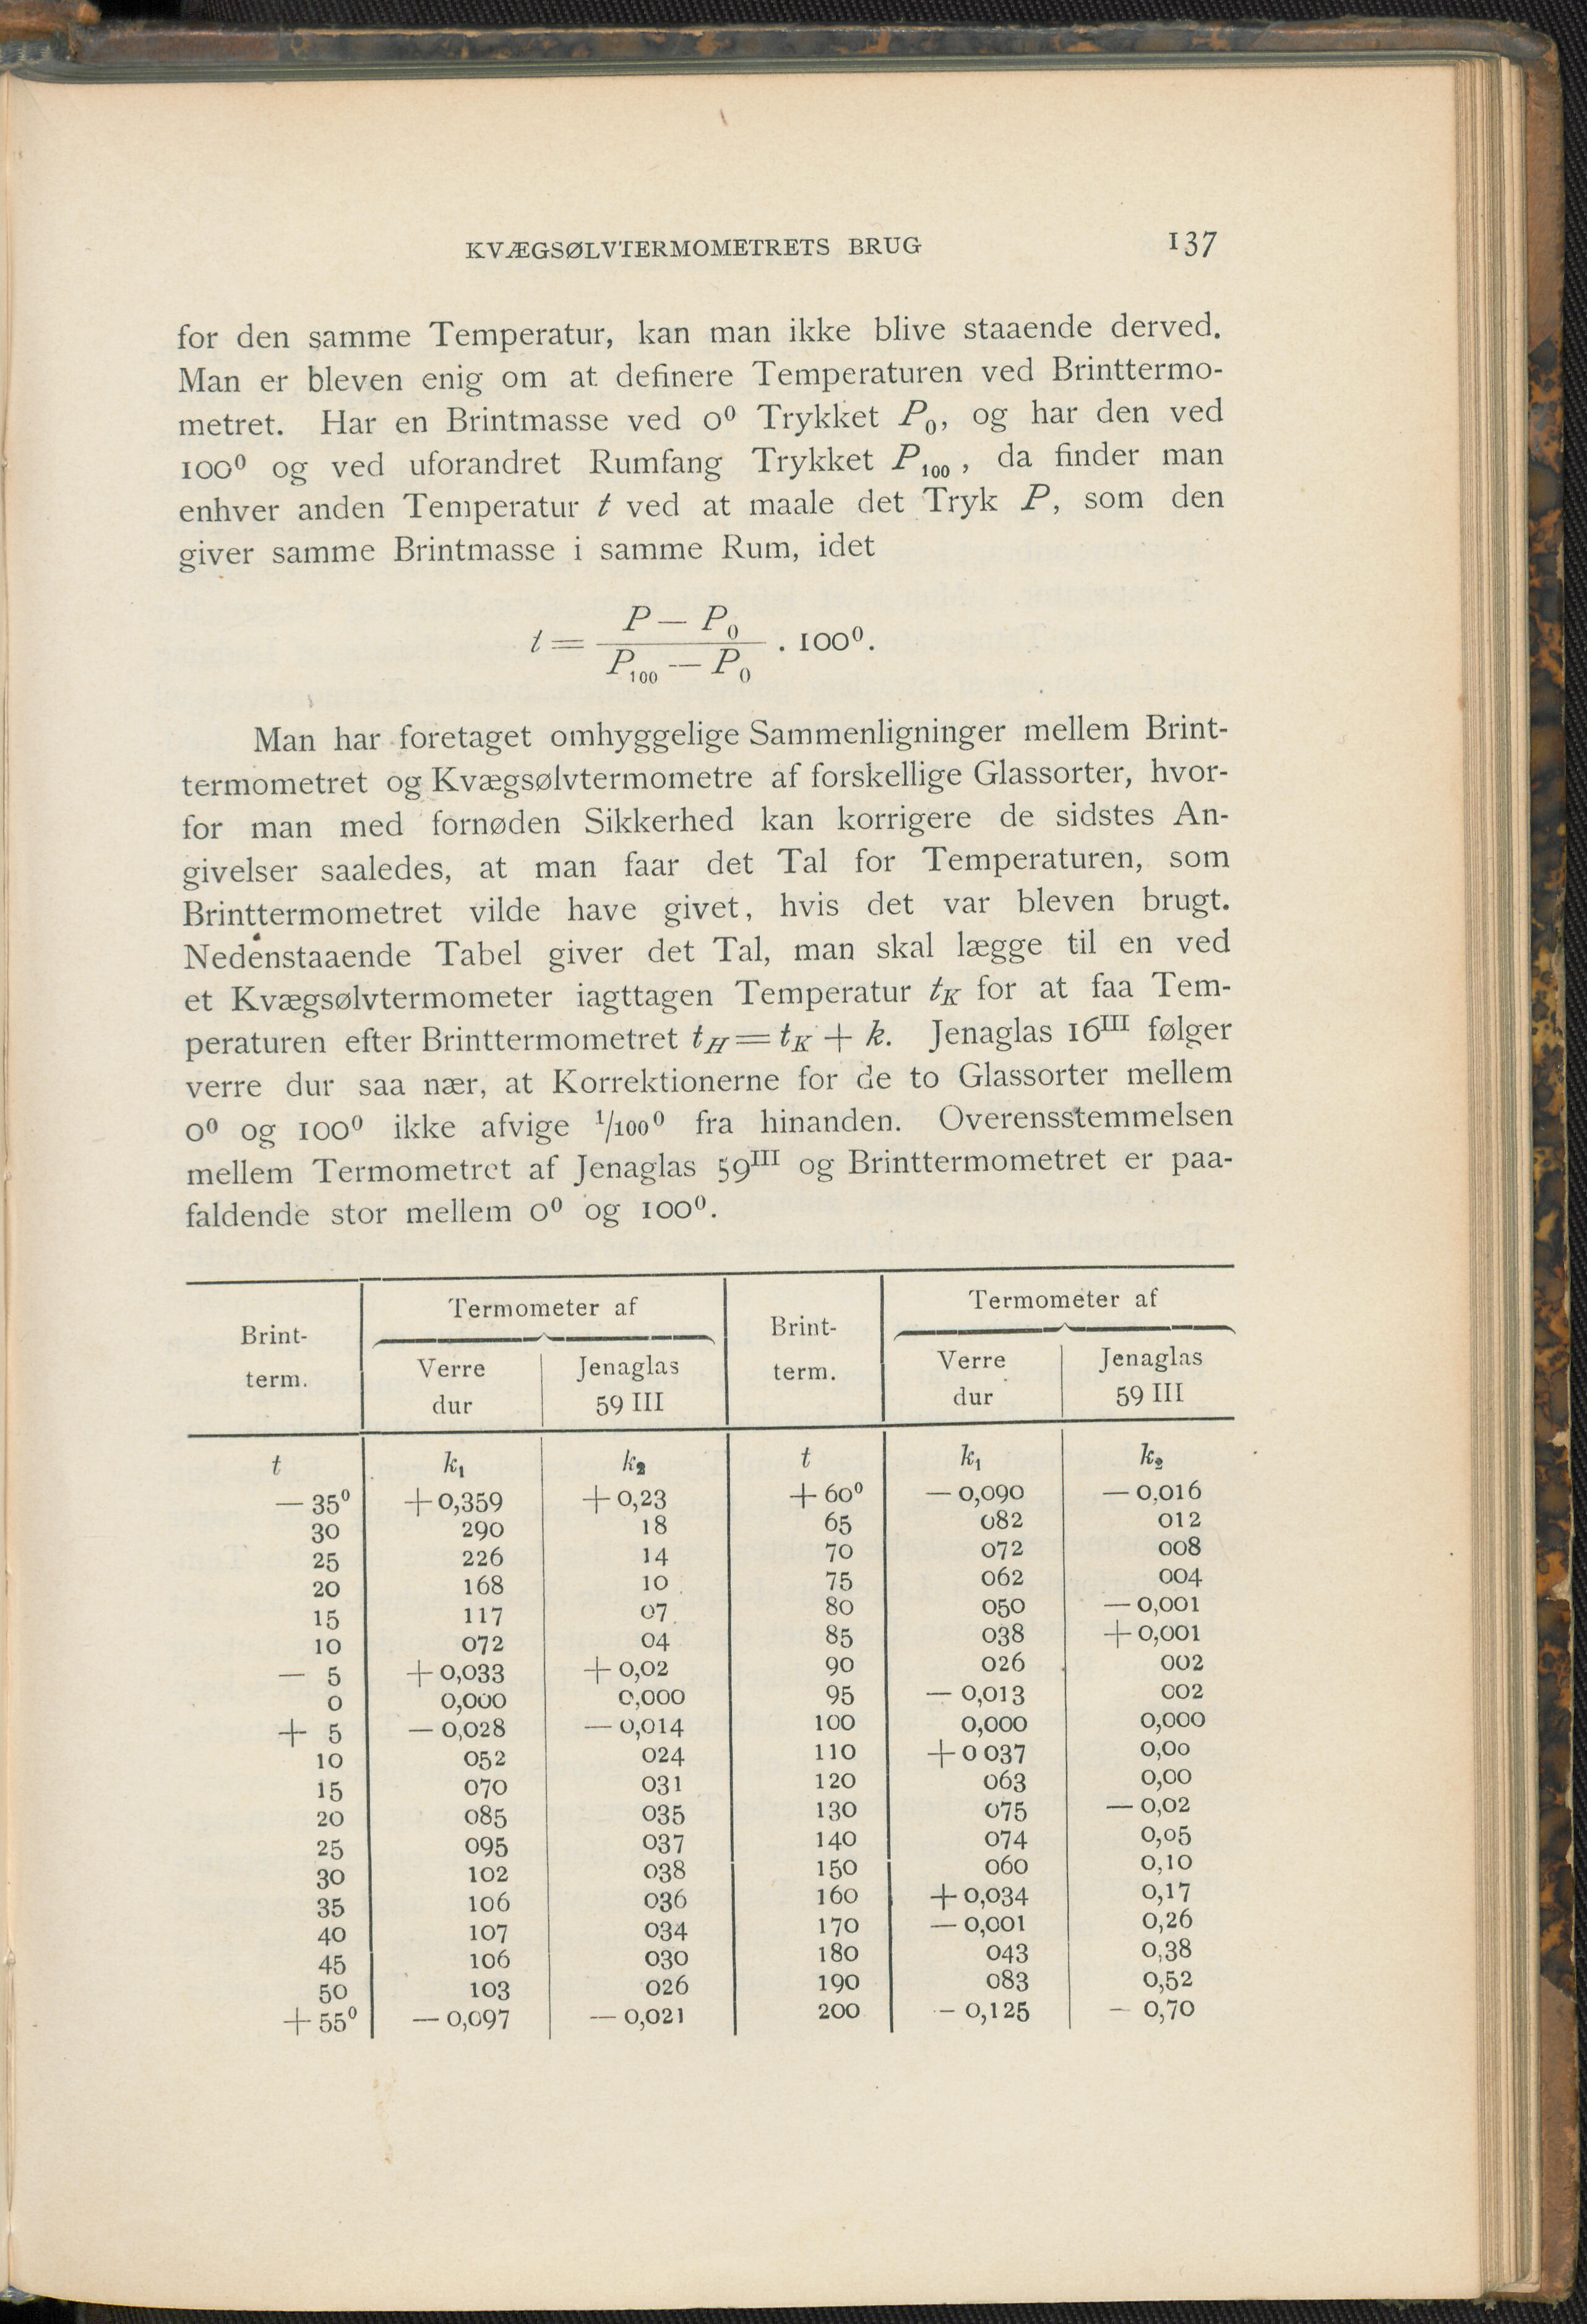 KVÆGSØLVTERMOMETRETS BRUG 137
for den samme Temperatur, kan man ikke blive staaende derved.
Man er bleven enig om at definere Temperaturen ved Brinttermo-
metret. Har en Brintmasse ved 0⁰ Trykket P₀, og har den ved
100⁰ og ved uforandret Rumfang Trykket P₁₀₀, da finder man
enhver anden Temperatur t ved at maale det Tryk P, som den
giver samme Brintmasse i samme Rum, idet
P — P₀
t = ———— . 100⁰.
P₁₀₀ — P₀
Man har foretaget omhyggelige Sammenligninger mellem Brint-
termometret og Kvægsølvtermometre af forskellige Glassorter, hvor-
for man med fornøden Sikkerhed kan korrigere de sidstes An-
givelser saaledes, at man faar det Tal for Temperaturen, som
Brinttermometret vilde have givet, hvis det var bleven brugt.
Nedenstaaende Tabel giver det Tal, man skal lægge til en ved
et Kvægsølvtermometer iagttagen Temperatur t_K for at faa Tem-
peraturen efter Brinttermometret t_H = t_K + k. Jenaglas 16ᴵᴵᴵ følger
verre dur saa nær, at Korrektionerne for de to Glassorter mellem
0⁰ og 100⁰ ikke afvige ¹/₁₀₀⁰ fra hinanden. Overensstemmelsen
mellem Termometret af Jenaglas 59ᴵᴵᴵ og Brinttermometret er paa-
faldende stor mellem 0⁰ og 100⁰.
Termometer af Termometer af
Brint- Brint-
Verre Jenaglas Verre Jenaglas
term. term.
dur 59 III dur 59 III
t k₁ k₂ t k₁ k₂
— 35⁰ + 0,359 + 0,23 + 60⁰ — 0,090 — 0,016
30 290 18 65 082 012
25 226 14 70 072 008
20 168 10 75 062 004
15 117 07 80 050 — 0,001
10 072 04 85 038 + 0,001
— 5 + 0,033 + 0,02 90 026 002
0 0,000 0,000 95 — 0,013 002
+ 5 — 0,028 — 0,014 100 0,000 0,000
10 052 024 110 + 0 037 0,00
15 070 031 120 063 0,00
20 085 035 130 075 — 0,02
25 095 037 140 074 0,05
30 102 038 150 060 0,10
35 106 036 160 + 0,034 0,17
40 107 034 170 — 0,001 0,26
45 106 030 180 043 0,38
50 103 026 190 083 0,52
+ 55⁰ — 0,097 — 0,021 200 — 0,125 — 0,70